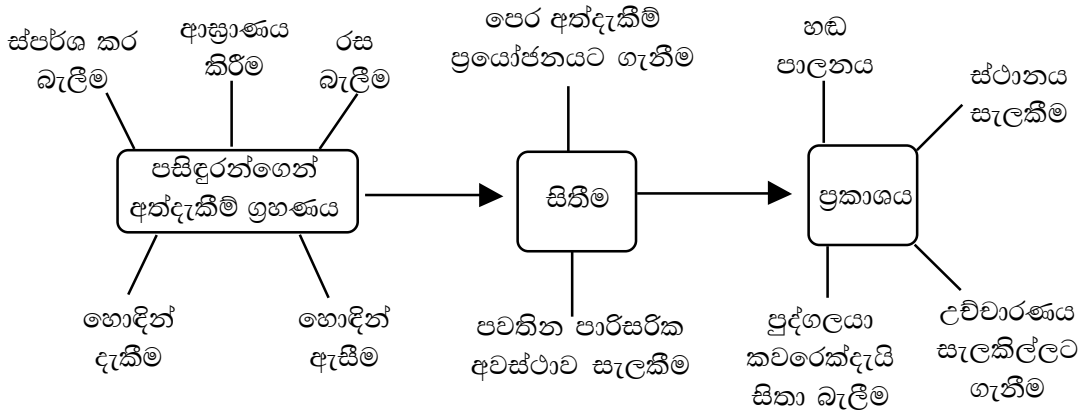 ස්පර්ශ කර
බැලීම
ආඝ්‍රාණය
කිරීම
රස
බැලීම
පසිඳුරන්ගෙන්
අත්දැකීම් ග්‍රහණය
හොඳින්
දැකීම
හොඳින්
ඇසීම
පෙර අත්දැකීම්
ප්‍රයෝජනයට ගැනීම
සිතීම
පවතින පාරිසරික
අවස්ථාව සැලකීම
හඬ
පාලනය
ස්ථානය
සැලකීම
ප්‍රකාශය
පුද්ගලයා
කවරෙක්දැයි
සිතා බැලීම
උච්චාරණය
සැලකිල්ලට
ගැනීම